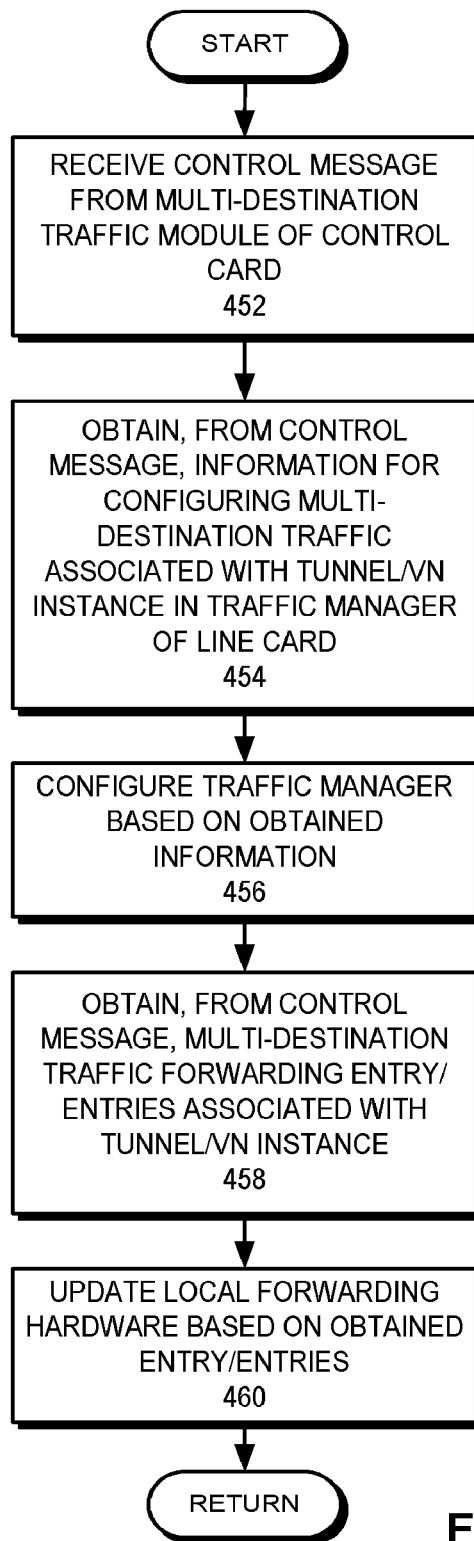 START
RECEIVE CONTROL MESSAGE
FROM MULTI-DESTINATION
TRAFFIC MODULE OF CONTROL
CARD
452
OBTAIN, FROM CONTROL
MESSAGE, INFORMATION FOR
CONFIGURING MULTI-
DESTINATION TRAFFIC
ASSOCIATED WITH TUNNEL/VN
INSTANCE IN TRAFFIC MANAGER
OF LINE CARD
454
CONFIGURE TRAFFIC MANAGER
BASED ON OBTAINED
INFORMATION
456
OBTAIN, FROM CONTROL
MESSAGE, MULTI-DESTINATION
TRAFFIC FORWARDING ENTRY/
ENTRIES ASSOCIATED WITH
TUNNEL/VN INSTANCE
458
UPDATE LOCAL FORWARDING
HARDWARE BASED ON OBTAINED
ENTRY/ENTRIES
460
RETURN
F